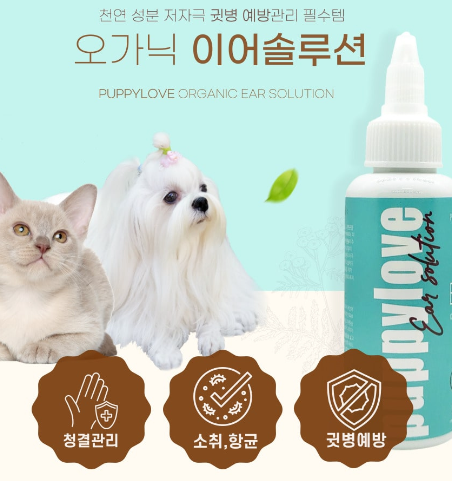 천연 성분 저자극 귓병 예방관리 필수템
오가닉 이어솔루션
PUPPYLOVE ORGANIC EAR SOLUTION
puppylove
Ear solution
청결관리
소취,항균
귓병예방